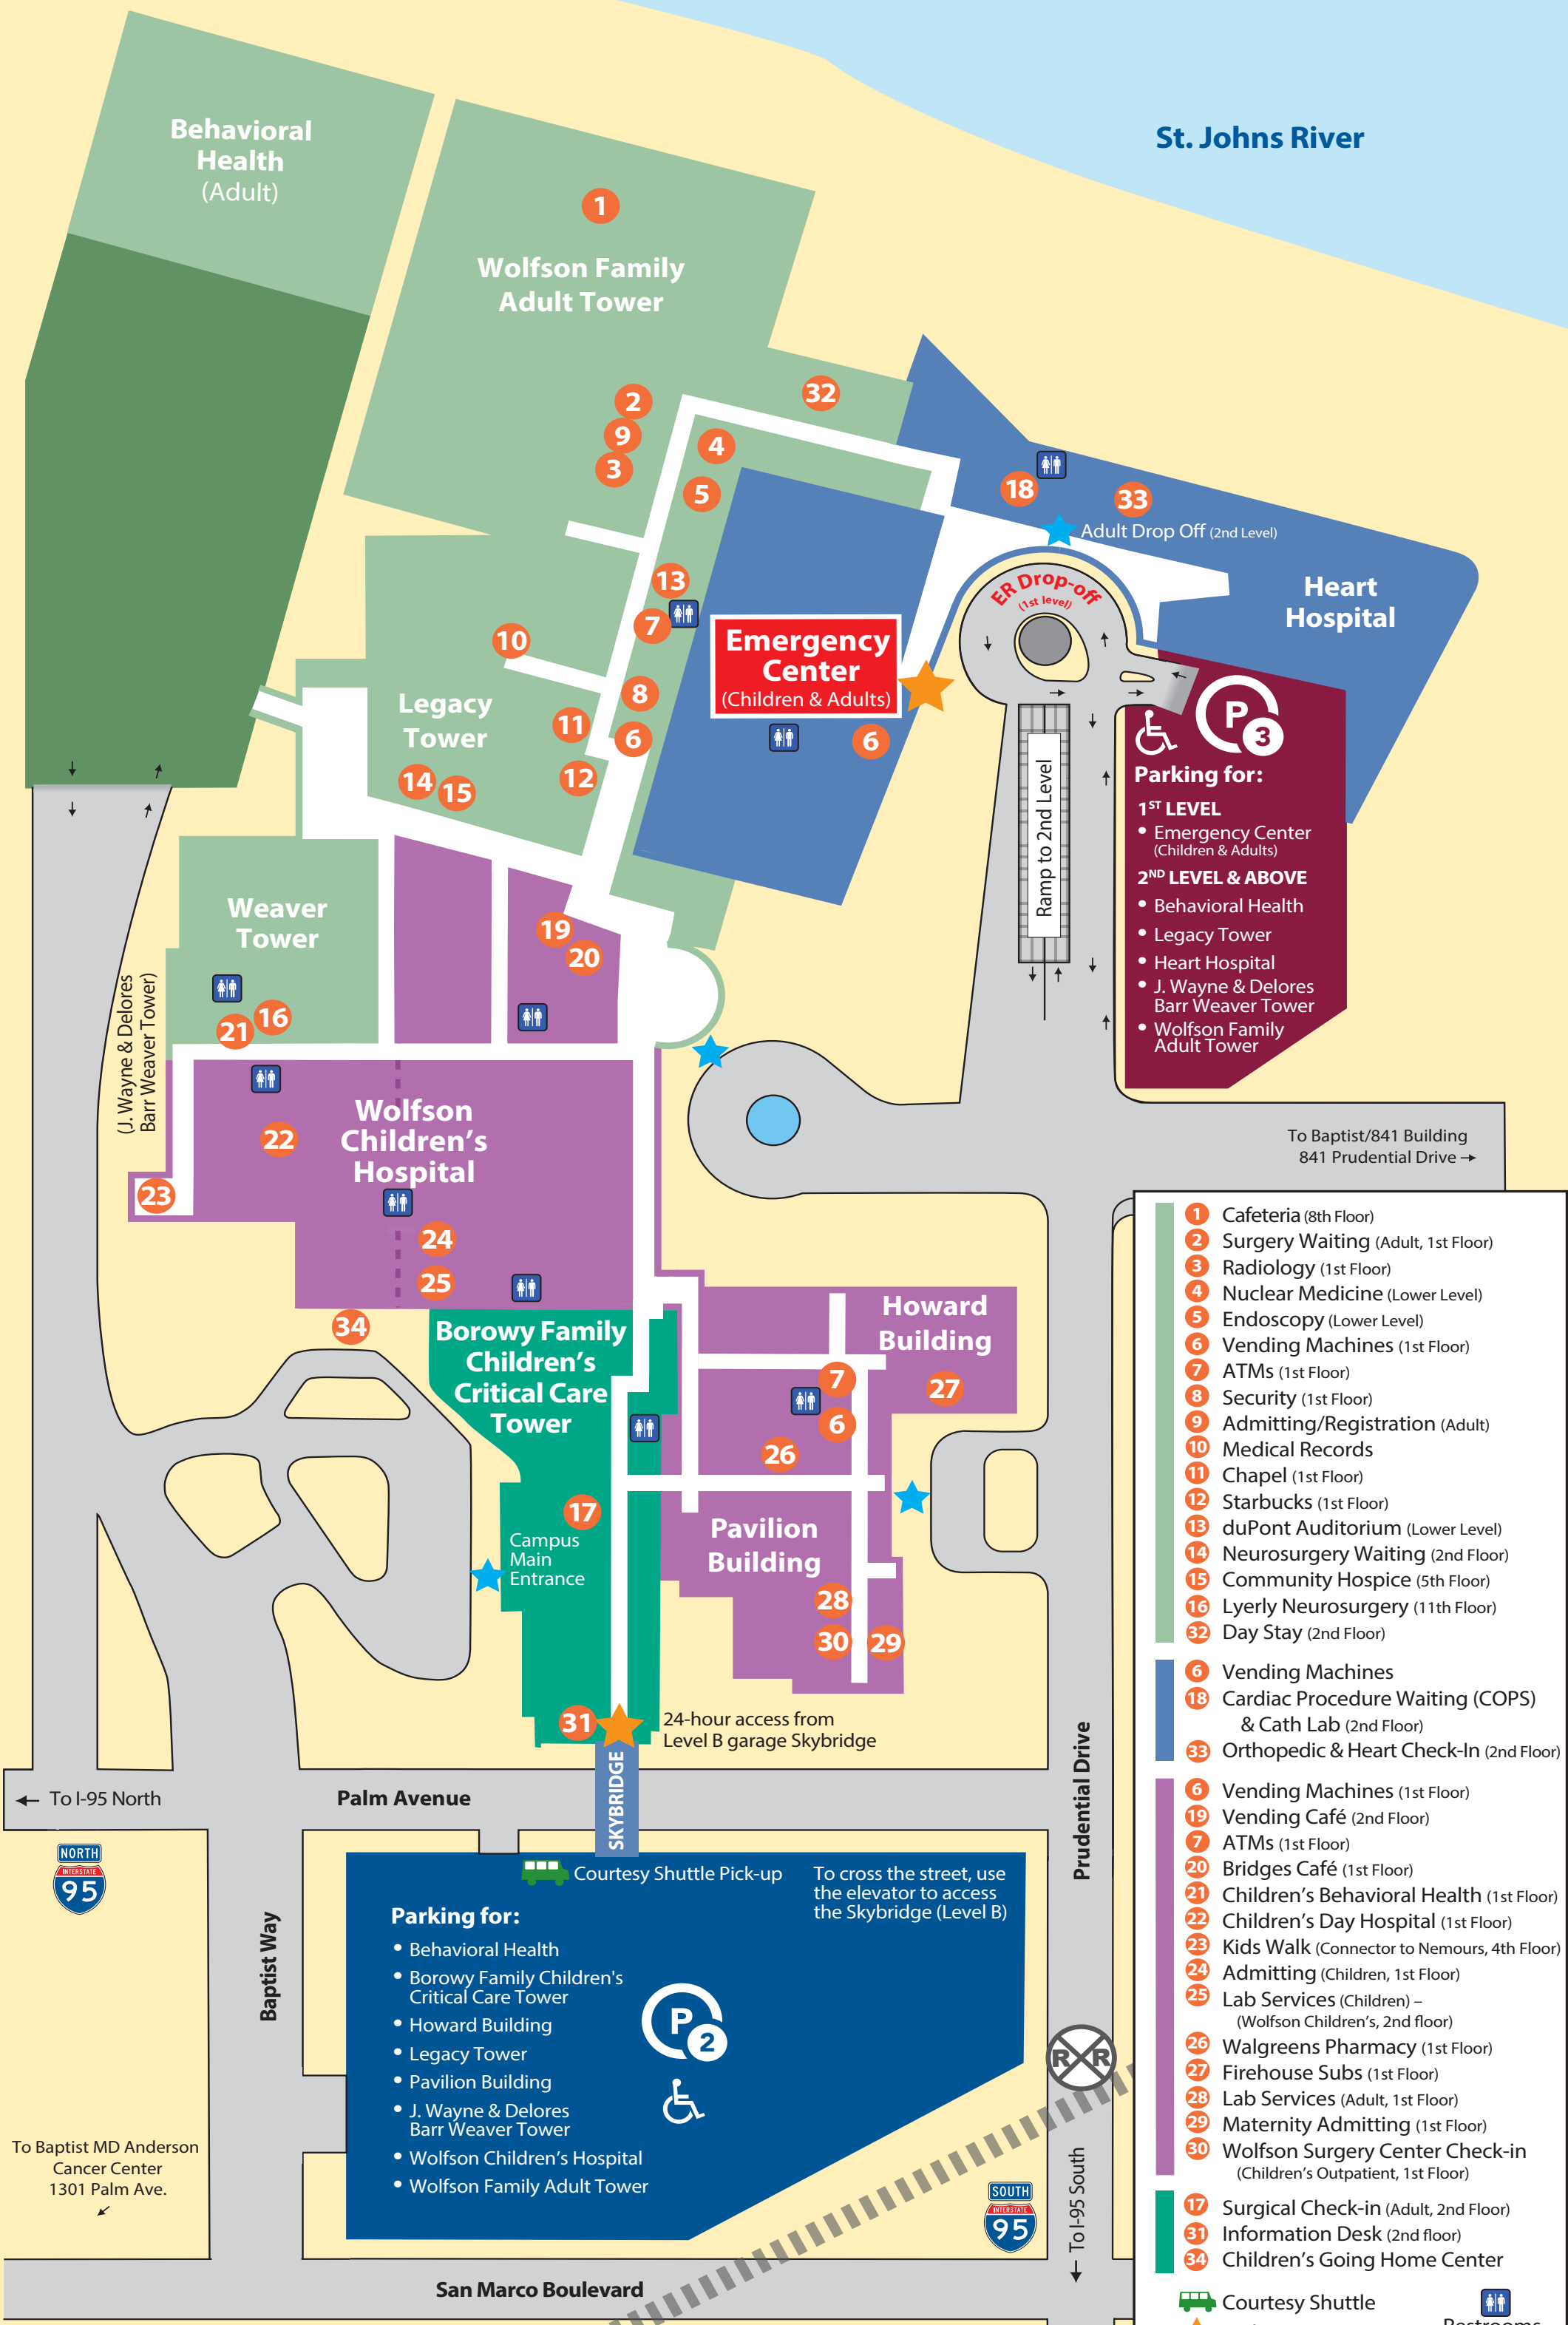 St. Johns River
Behavioral
Health
(Adult)
1
Wolfson Family
Adult Tower
2
9
3
32
4
5
18
33
Adult Drop Off (2nd Level)
Heart
Hospital
ER Drop-off
(1st level)
13
7
10
Emergency
Center
(Children & Adults)
8
6
6
Legacy
Tower
11
12
14
15
P
3
Parking for:
1ST LEVEL
• Emergency Center
(Children & Adults)
2ND LEVEL & ABOVE
• Behavioral Health
• Legacy Tower
• Heart Hospital
• J. Wayne & Delores
Barr Weaver Tower
• Wolfson Family
Adult Tower
Ramp to 2nd Level
Weaver
Tower
19
20
16
21
(J. Wayne & Delores
Barr Weaver Tower)
Wolfson
Children's
Hospital
22
23
24
25
34
To Baptist/841 Building
841 Prudential Drive →
Borowy Family
Children's
Critical Care
Tower
Howard
Building
7
27
6
26
17
Campus
Main
Entrance
Pavilion
Building
28
30
29
31
24-hour access from
Level B garage Skybridge
SKYBRIDGE
← To I-95 North
Palm Avenue
Prudential Drive
NORTH
INTERSTATE
95
Baptist Way
Courtesy Shuttle Pick-up
To cross the street, use
the elevator to access
the Skybridge (Level B)
Parking for:
• Behavioral Health
• Borowy Family Children's
Critical Care Tower
• Howard Building
• Legacy Tower
• Pavilion Building
• J. Wayne & Delores
Barr Weaver Tower
• Wolfson Children's Hospital
• Wolfson Family Adult Tower
P
2
R R
To Baptist MD Anderson
Cancer Center
1301 Palm Ave.
SOUTH
INTERSTATE
95
← To I-95 South
San Marco Boulevard
1 Cafeteria (8th Floor)
2 Surgery Waiting (Adult, 1st Floor)
3 Radiology (1st Floor)
4 Nuclear Medicine (Lower Level)
5 Endoscopy (Lower Level)
6 Vending Machines (1st Floor)
7 ATMs (1st Floor)
8 Security (1st Floor)
9 Admitting/Registration (Adult)
10 Medical Records
11 Chapel (1st Floor)
12 Starbucks (1st Floor)
13 duPont Auditorium (Lower Level)
14 Neurosurgery Waiting (2nd Floor)
15 Community Hospice (5th Floor)
16 Lyerly Neurosurgery (11th Floor)
32 Day Stay (2nd Floor)
6 Vending Machines
18 Cardiac Procedure Waiting (COPS)
& Cath Lab (2nd Floor)
33 Orthopedic & Heart Check-In (2nd Floor)
6 Vending Machines (1st Floor)
19 Vending Café (2nd Floor)
7 ATMs (1st Floor)
20 Bridges Café (1st Floor)
21 Children's Behavioral Health (1st Floor)
22 Children's Day Hospital (1st Floor)
23 Kids Walk (Connector to Nemours, 4th Floor)
24 Admitting (Children, 1st Floor)
25 Lab Services (Children) –
(Wolfson Children's, 2nd floor)
26 Walgreens Pharmacy (1st Floor)
27 Firehouse Subs (1st Floor)
28 Lab Services (Adult, 1st Floor)
29 Maternity Admitting (1st Floor)
30 Wolfson Surgery Center Check-in
(Children's Outpatient, 1st Floor)
17 Surgical Check-in (Adult, 2nd Floor)
31 Information Desk (2nd floor)
34 Children's Going Home Center
Courtesy Shuttle